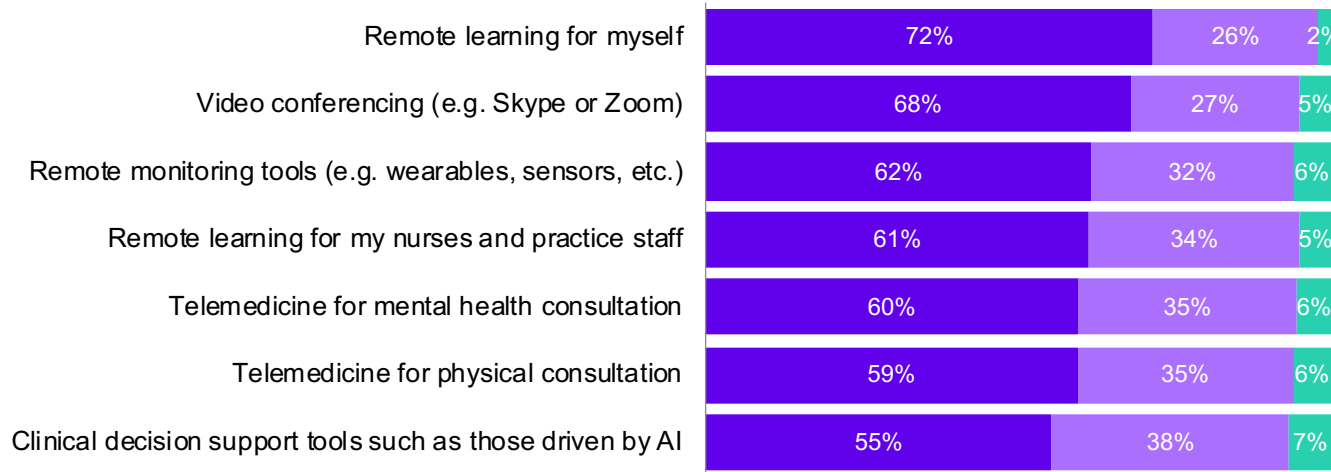 Remote learning for myself 72% 26% 2%
Video conferencing (e.g. Skype or Zoom) 68% 27% 5%
Remote monitoring tools (e.g. wearables, sensors, etc.) 62% 32% 6%
Remote learning for my nurses and practice staff 61% 34% 5%
Telemedicine for mental health consultation 60% 35% 6%
Telemedicine for physical consultation 59% 35% 6%
Clinical decision support tools such as those driven by AI 55% 38% 7%